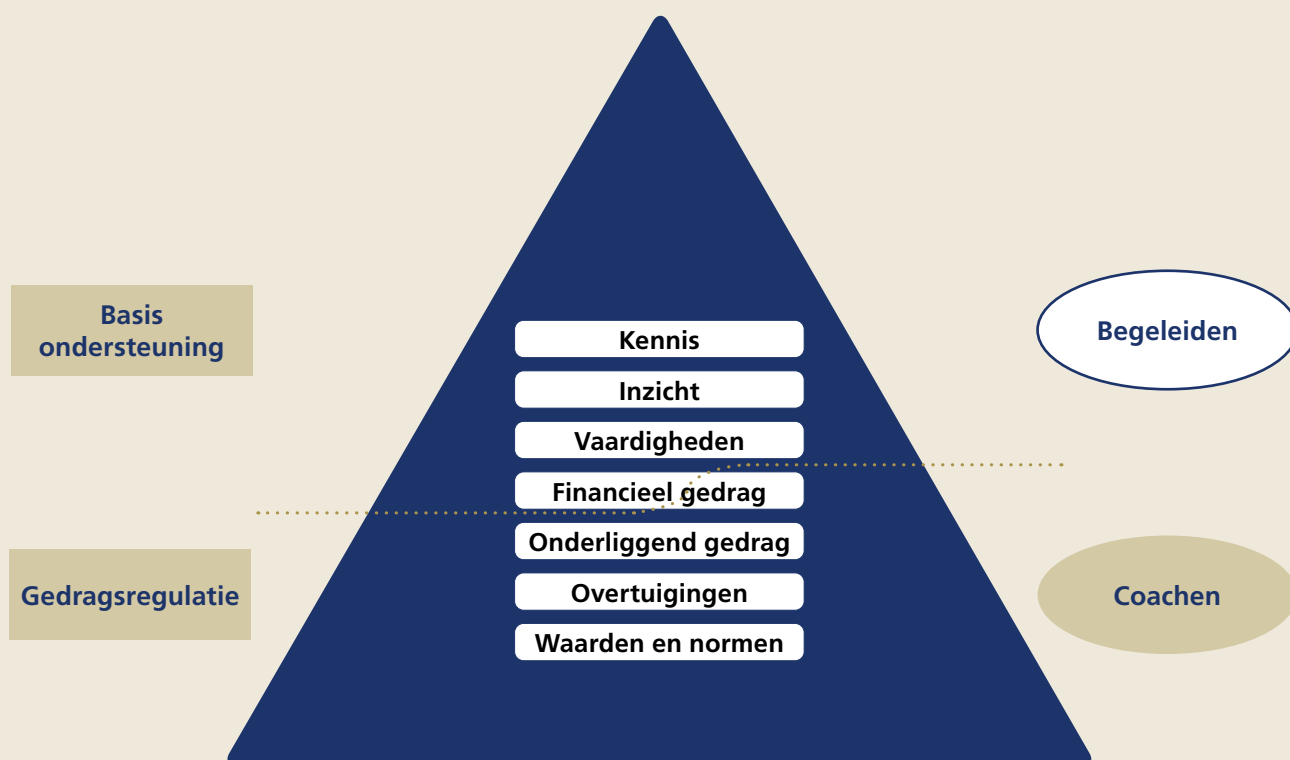 Basis
ondersteuning
Gedragsregulatie
Kennis
Inzicht
Vaardigheden
Financieel gedrag
Onderliggend gedrag
Overtuigingen
Waarden en normen
Begeleiden
Coachen